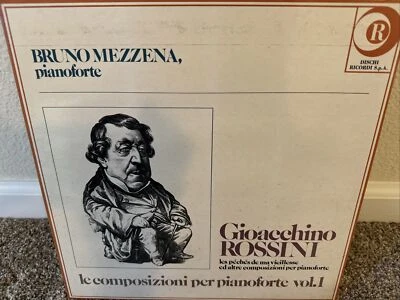 BRUNO MEZZENA,
pianoforte
R
DISCHI
RICORDI S.p.A.
Gioacchino
ROSSINI
les péchés de ma vieillesse
ed altre composizioni per pianoforte
le composizioni per pianoforte vol.1